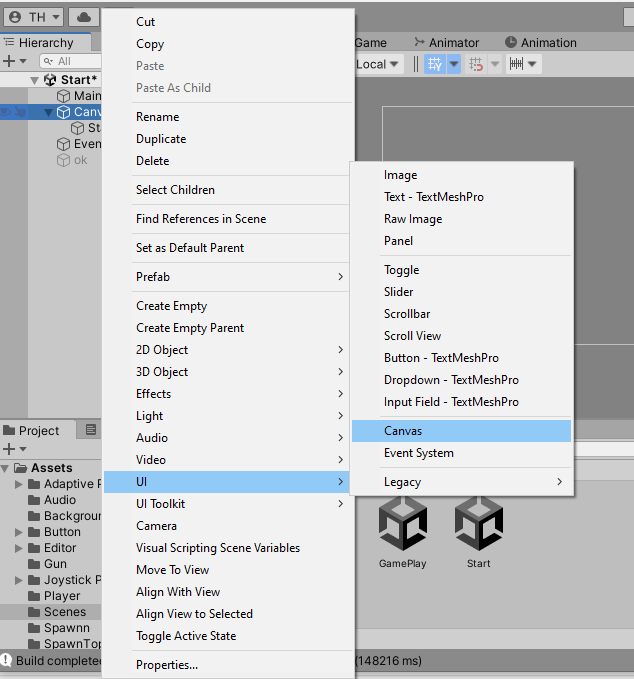 TH
Hierarchy
All
Start*
Main
Canv
St
Even
ok
Cut
Copy
Paste
Paste As Child
Rename
Duplicate
Delete
Select Children
Find References in Scene
Set as Default Parent
Prefab
Create Empty
Create Empty Parent
2D Object
3D Object
Effects
Light
Audio
Video
UI
UI Toolkit
Camera
Visual Scripting Scene Variables
Move To View
Align With View
Align View to Selected
Toggle Active State
Properties...
Game
Animator
Animation
Local
Image
Text - TextMeshPro
Raw Image
Panel
Toggle
Slider
Scrollbar
Scroll View
Button - TextMeshPro
Dropdown - TextMeshPro
Input Field - TextMeshPro
Canvas
Event System
Legacy
GamePlay
Start
Project
Assets
Adaptive P
Audio
Backgroun
Button
Editor
Gun
Joystick P
Player
Scenes
Spawnn
SpawnTop
Build complete
(148216 ms)